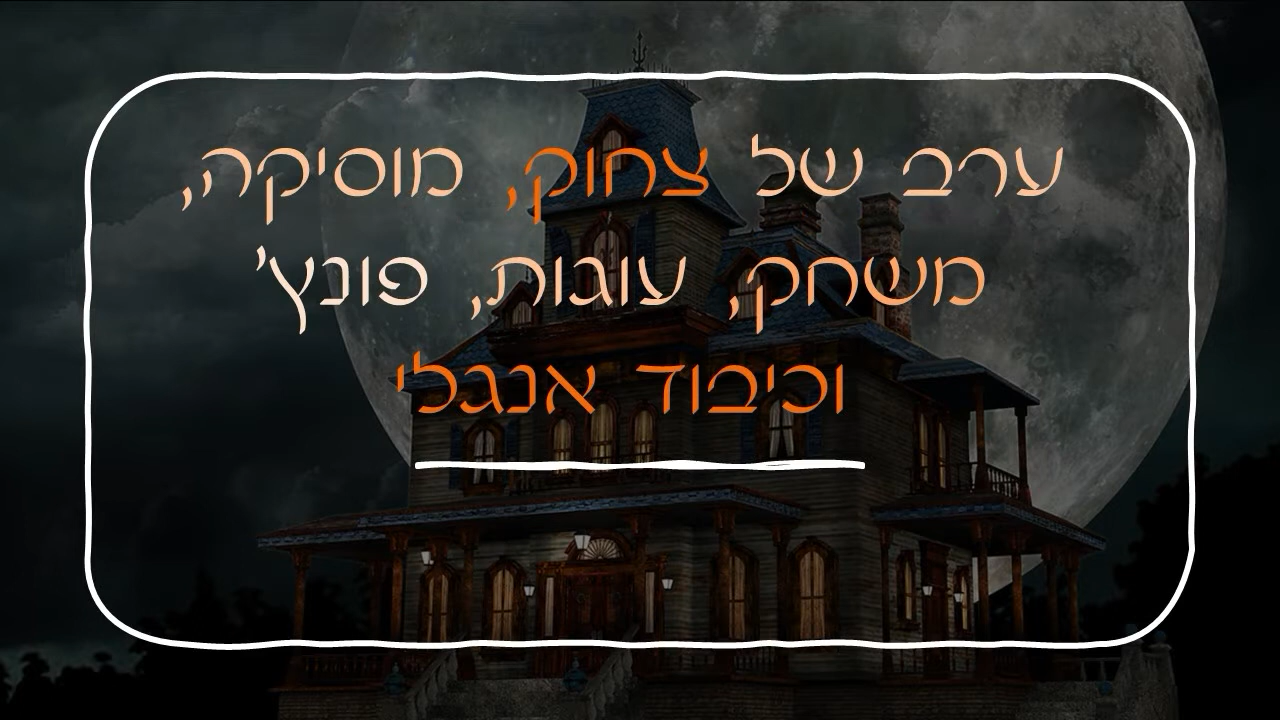 ערב של צחוק, מוסיקה,
משחק, עוגות, פונץ'
וכיבוד אנגלי